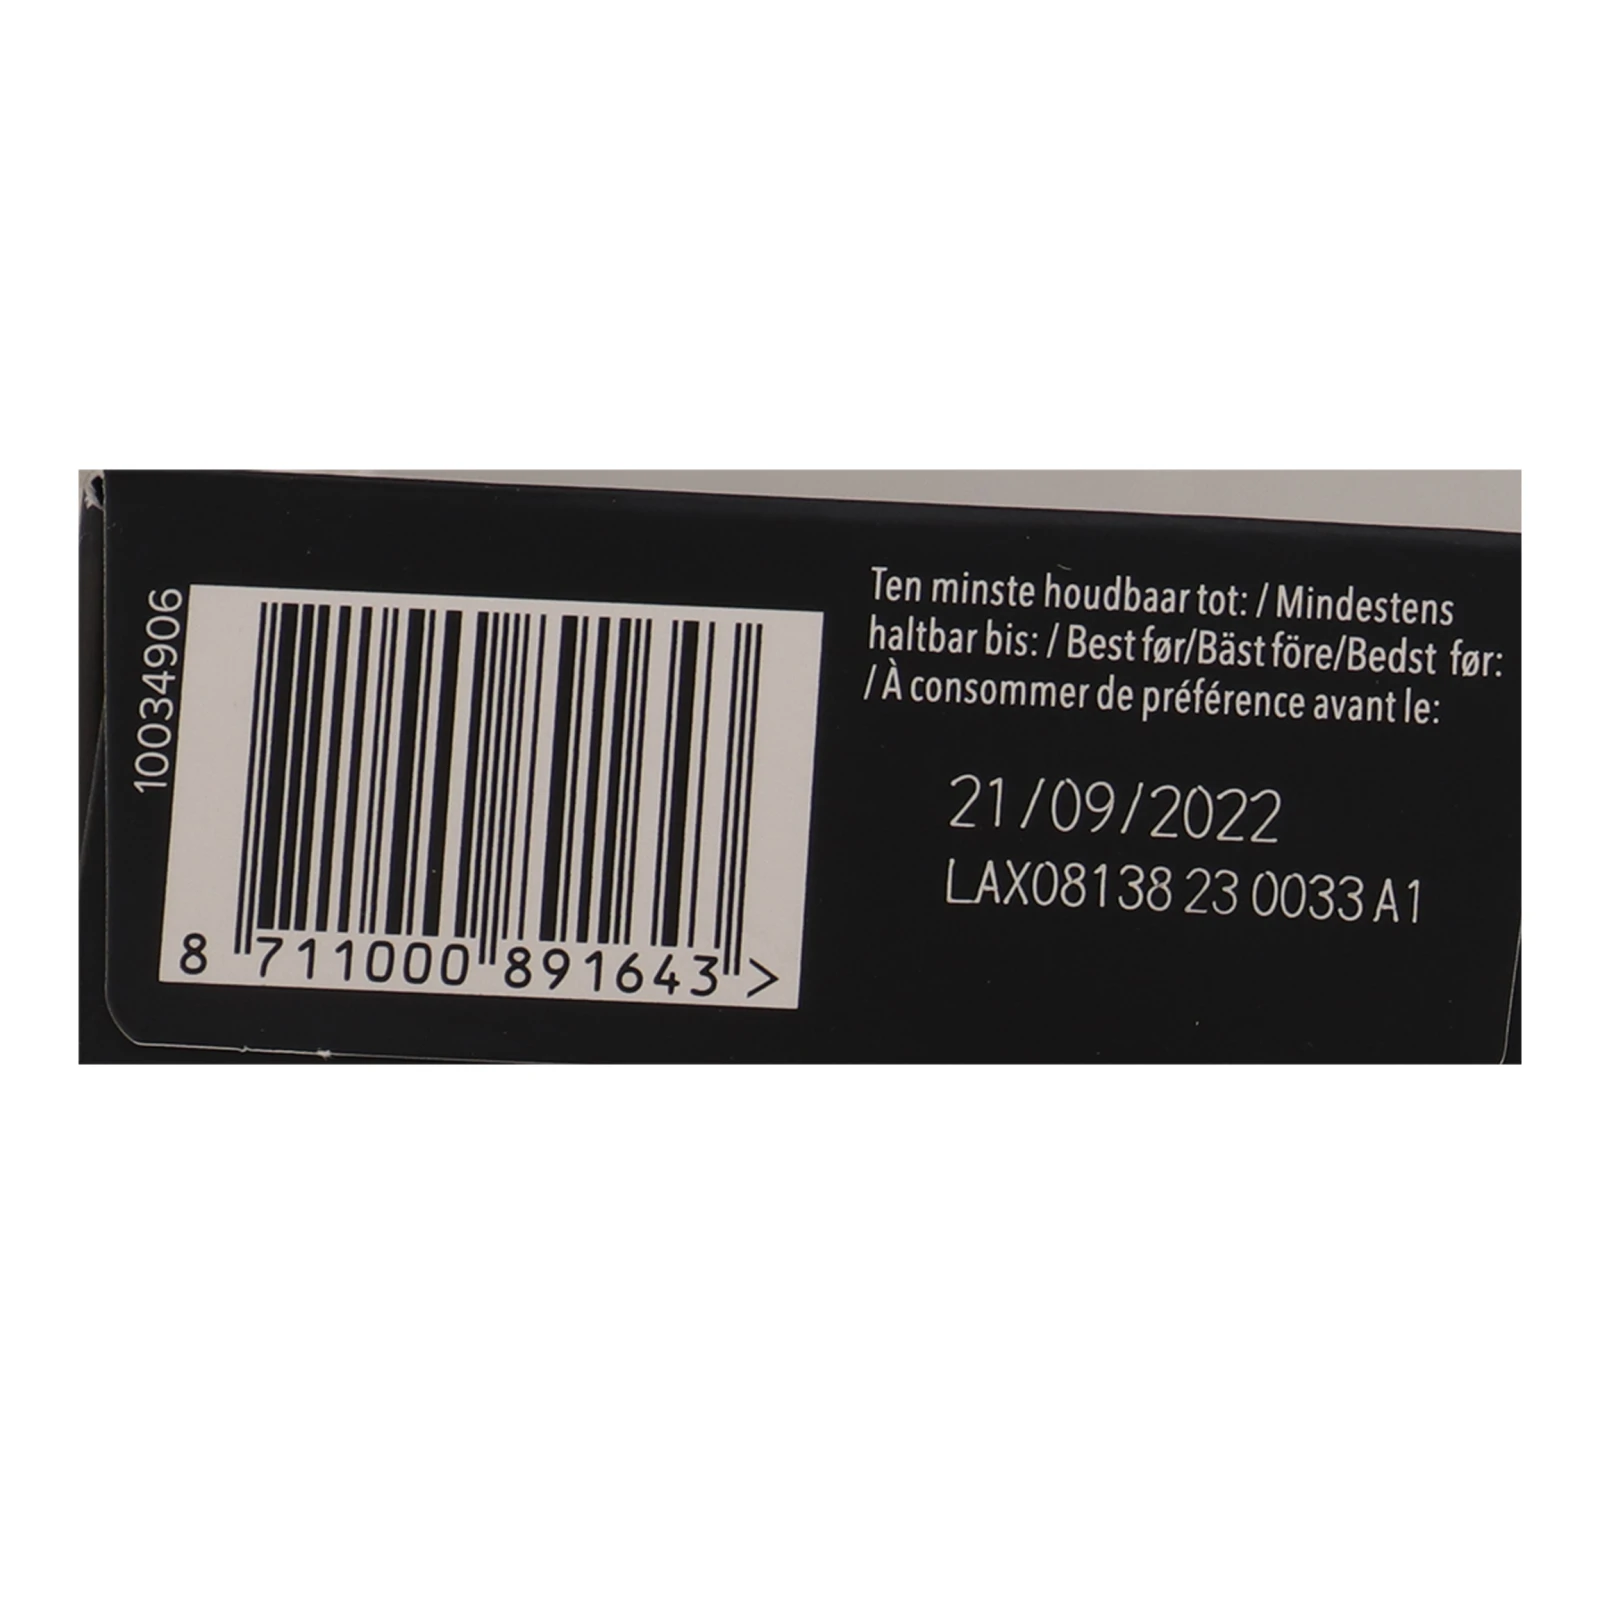 10034906
8 711000 891643 >
Ten minste houdbaar tot: / Mindestens
haltbar bis: / Best før/Bäst före/Bedst før:
/ À consommer de préférence avant le:
21/09/2022
LAX08138 23 0033 A1